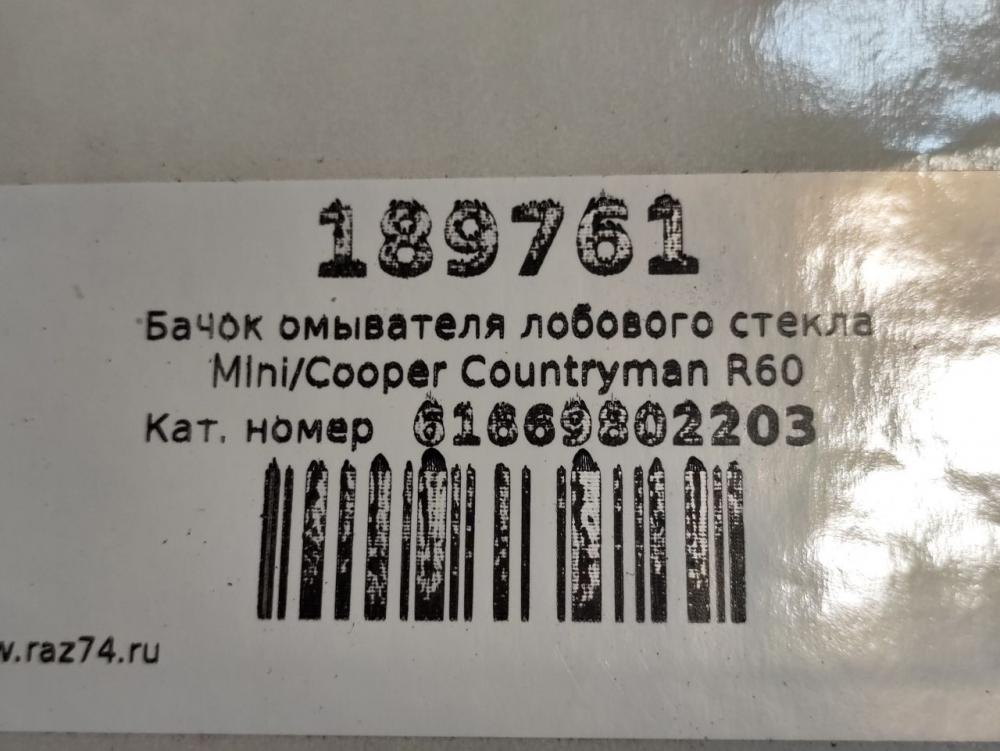 189761
Бачок омывателя лобового стекла
Mini/Cooper Countryman R60
Кат. номер 61669802203
w.raz74.ru